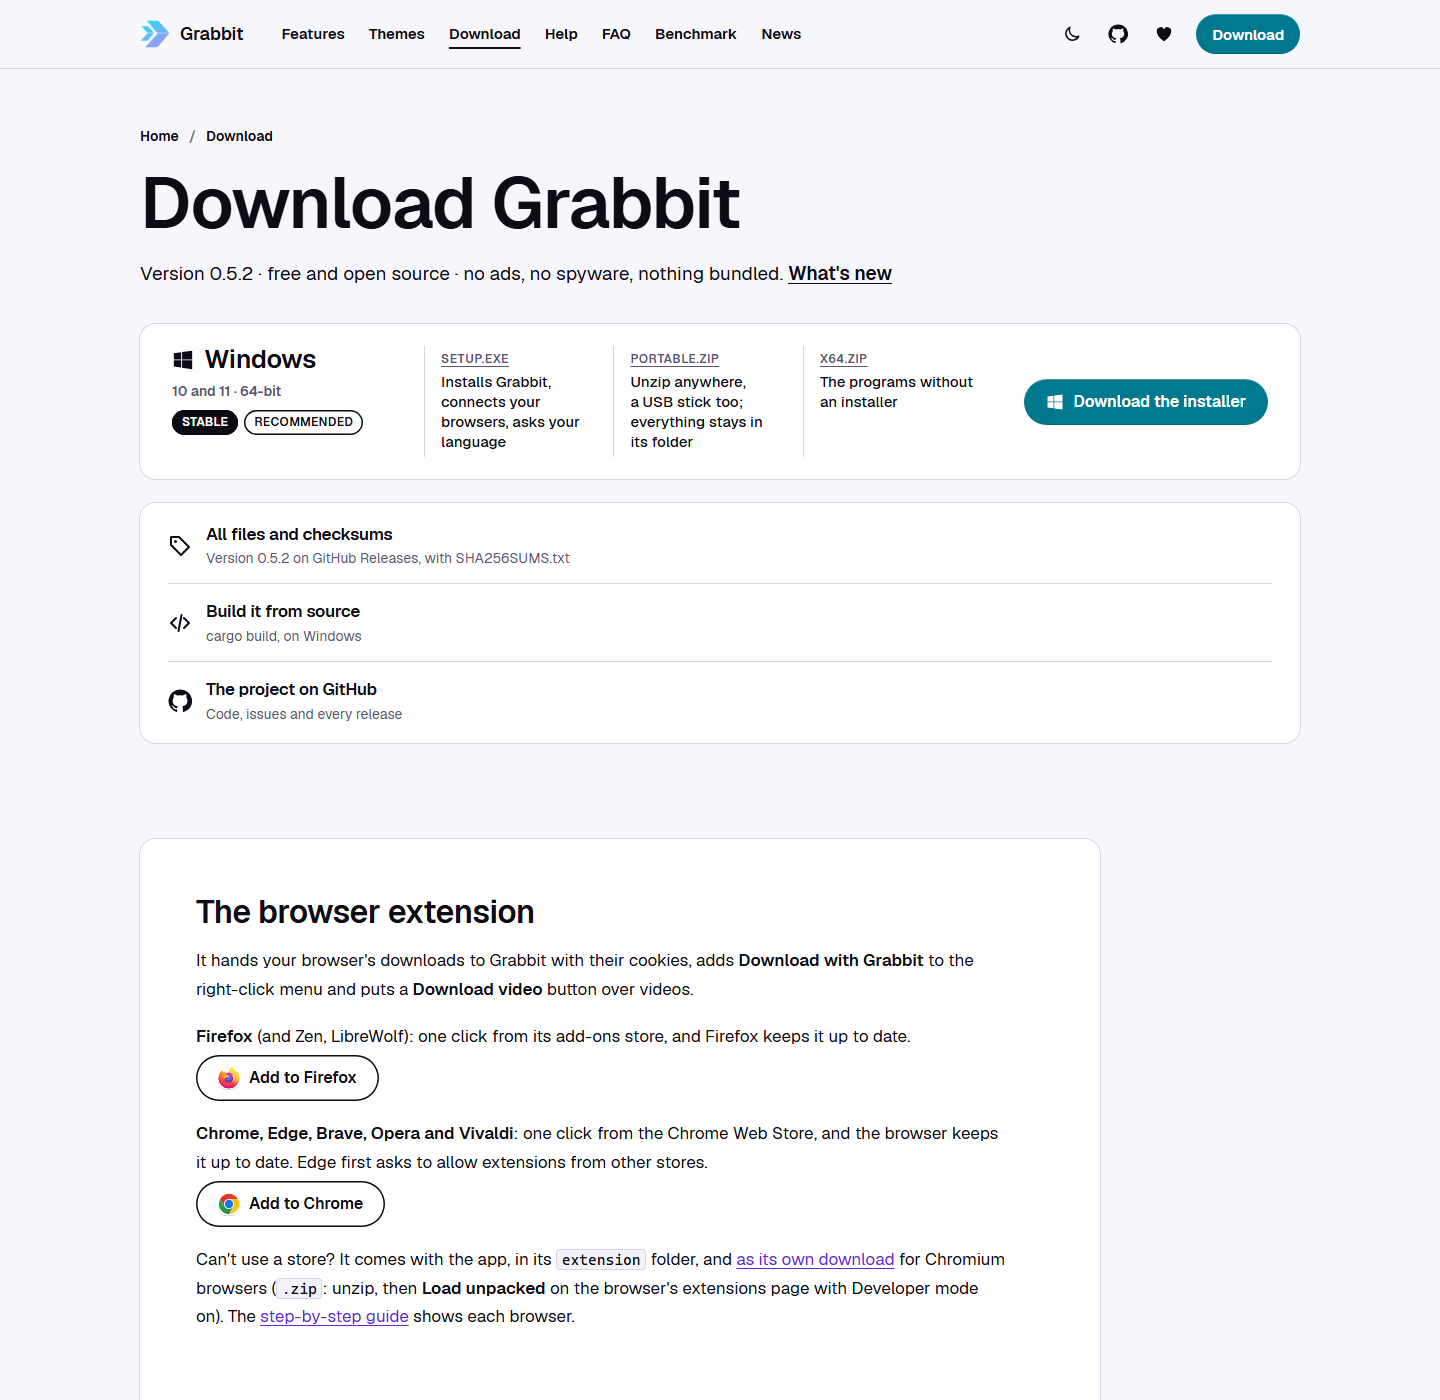 Grabbit Features Themes Download Help FAQ Benchmark News Download
Home / Download
Download Grabbit
Version 0.5.2 · free and open source · no ads, no spyware, nothing bundled. What's new
Windows
10 and 11 · 64-bit
STABLE RECOMMENDED
SETUP.EXE
Installs Grabbit,
connects your
browsers, asks your
language
PORTABLE.ZIP
Unzip anywhere,
a USB stick too;
everything stays in
its folder
X64.ZIP
The programs without
an installer
Download the installer
All files and checksums
Version 0.5.2 on GitHub Releases, with SHA256SUMS.txt
Build it from source
cargo build, on Windows
The project on GitHub
Code, issues and every release
The browser extension
It hands your browser's downloads to Grabbit with their cookies, adds Download with Grabbit to the
right-click menu and puts a Download video button over videos.
Firefox (and Zen, LibreWolf): one click from its add-ons store, and Firefox keeps it up to date.
Add to Firefox
Chrome, Edge, Brave, Opera and Vivaldi: one click from the Chrome Web Store, and the browser keeps
it up to date. Edge first asks to allow extensions from other stores.
Add to Chrome
Can't use a store? It comes with the app, in its extension folder, and as its own download for Chromium
browsers (.zip: unzip, then Load unpacked on the browser's extensions page with Developer mode
on). The step-by-step guide shows each browser.